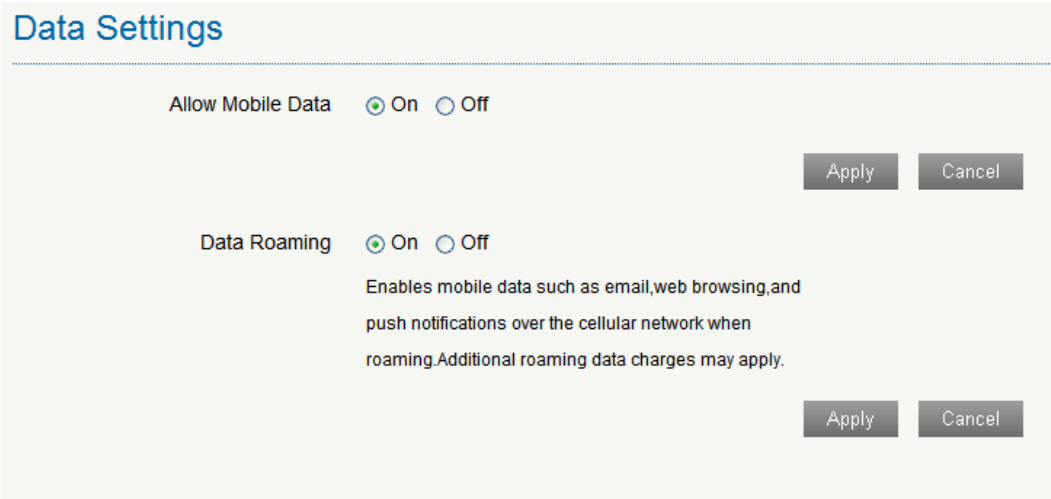 Data Settings
Allow Mobile Data On Off
Apply Cancel
Data Roaming On Off
Enables mobile data such as email,web browsing,and
push notifications over the cellular network when
roaming.Additional roaming data charges may apply.
Apply Cancel